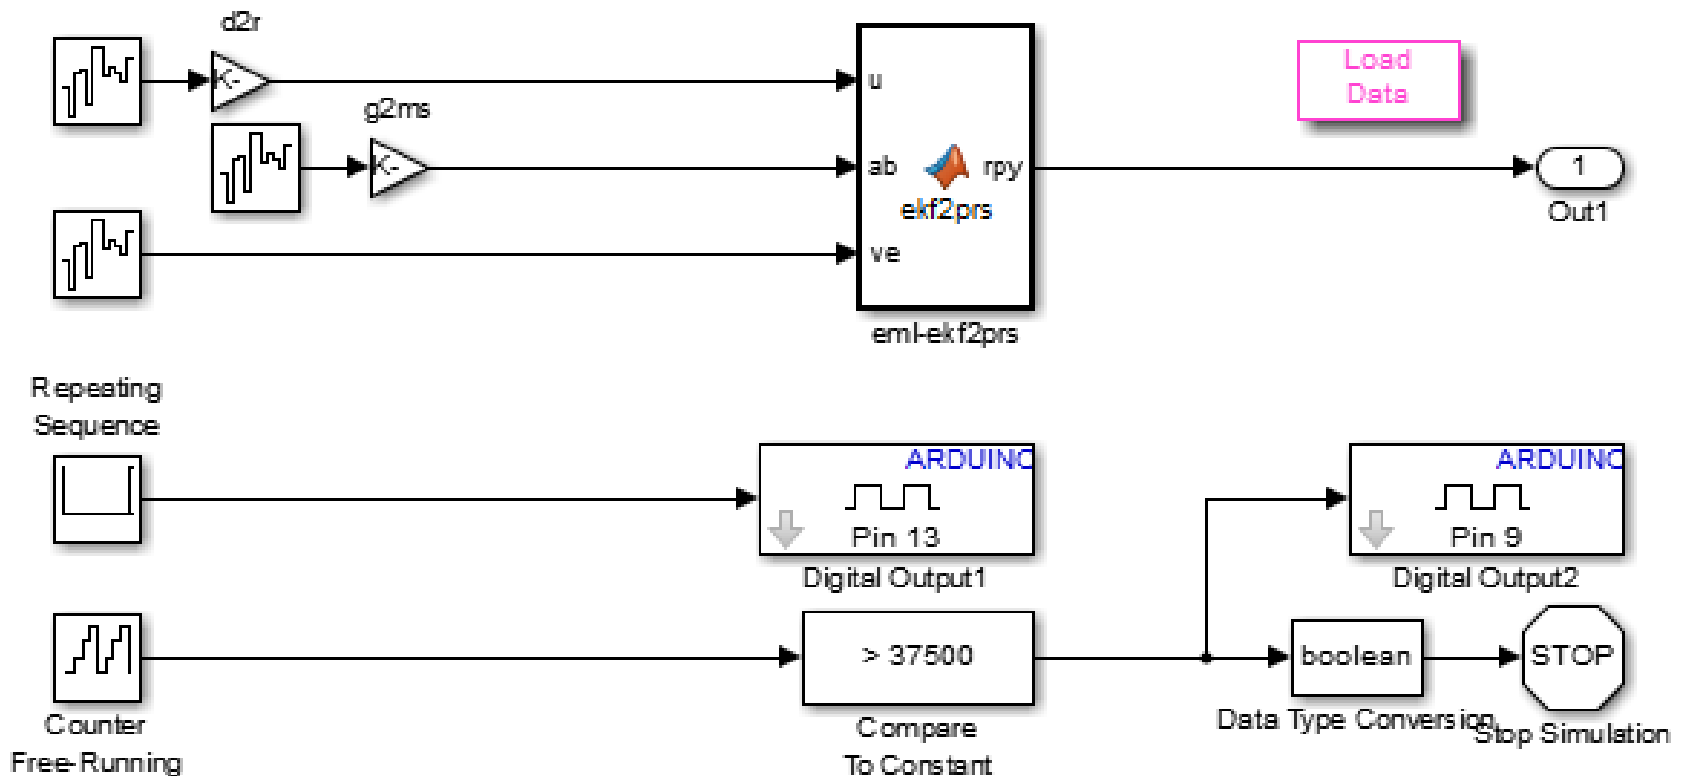 d2r
K-
u
g2ms
K-
ab
rpy
ekf2prs
ve
eml-ekf2prs
Load
Data
1
Out1
Repeating
Sequence
ARDUINO
Pin 13
Digital Output1
ARDUINO
Pin 9
Digital Output2
Counter
Free-Running
> 37500
Compare
To Constant
boolean
Data Type Conversion
STOP
Stop Simulation